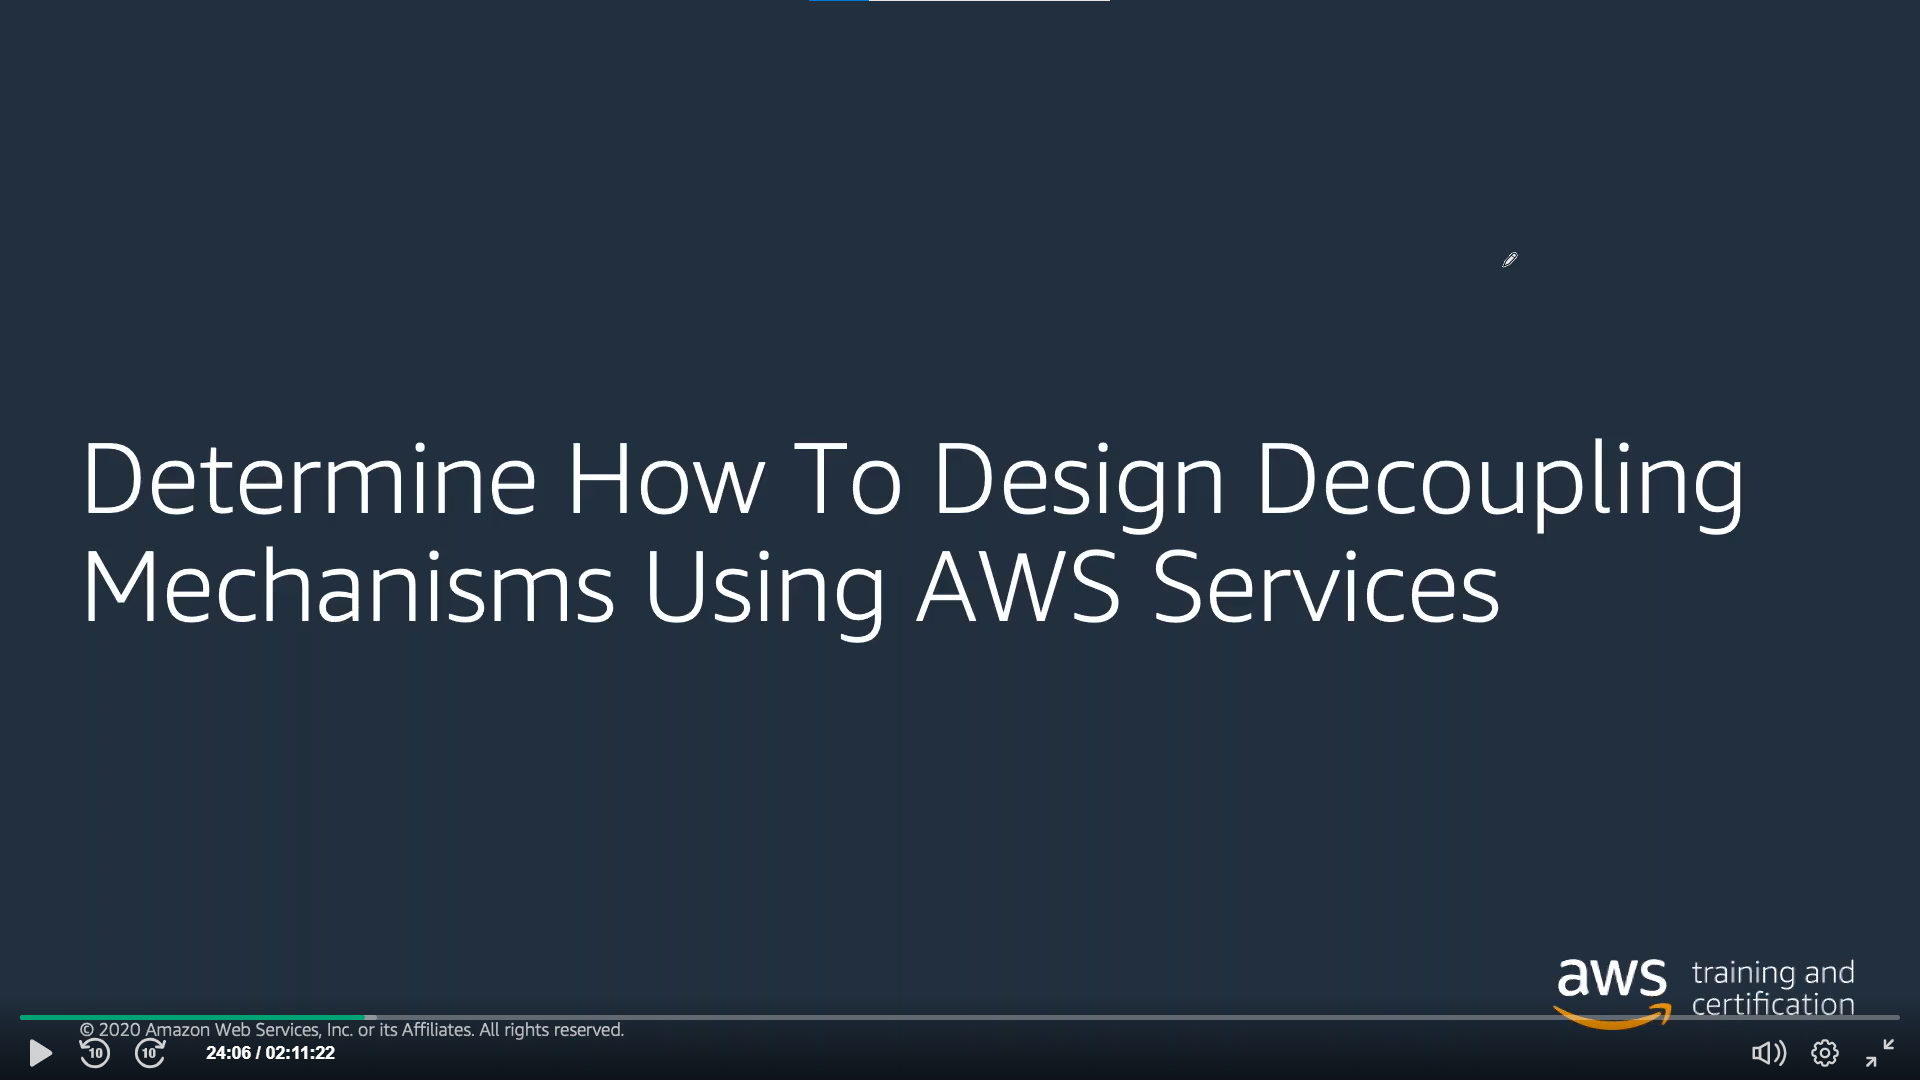 Determine How To Design Decoupling
Mechanisms Using AWS Services
aws training and
certification
© 2020 Amazon Web Services, Inc. or its Affiliates. All rights reserved.
10
10
24:06 / 02:11:22